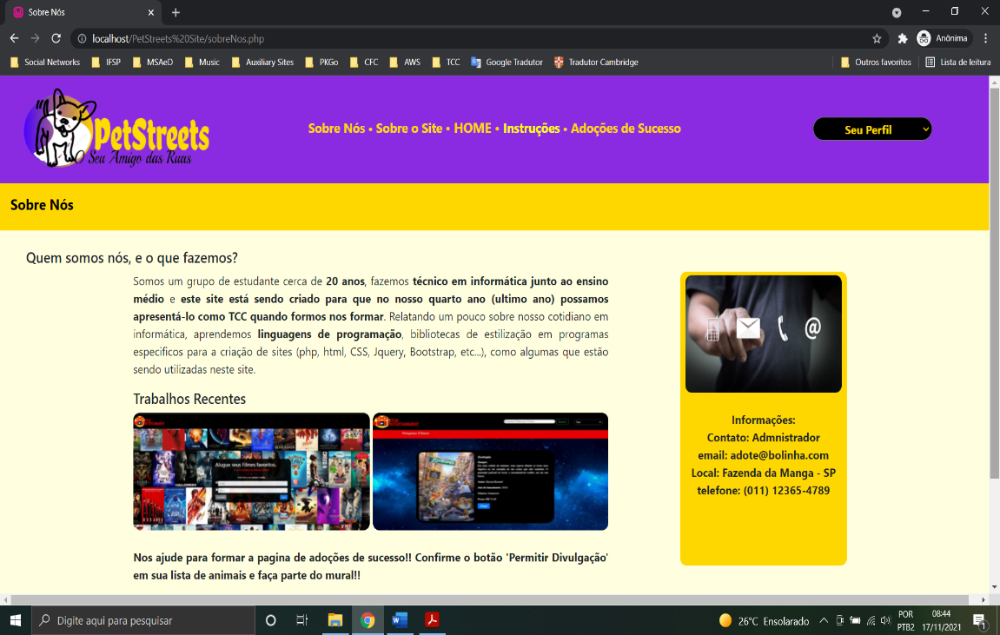 Sobre Nós
localhost/PetStreets%20Site/sobreNos.php
Anônima
Social Networks IFSP MSAeD Music Auxiliary Sites PKGo CFC AWS TCC Google Tradutor Tradutor Cambridge Outros favoritos Lista de leitura
PetStreets
O Seu Amigo das Ruas
Sobre Nós • Sobre o Site • HOME • Instruções • Adoções de Sucesso
Seu Perfil
Sobre Nós
Quem somos nós, e o que fazemos?
Somos um grupo de estudante cerca de 20 anos, fazemos técnico em informática junto ao ensino
médio e este site está sendo criado para que no nosso quarto ano (ultimo ano) possamos
apresentá-lo como TCC quando formos nos formar. Relatando um pouco sobre nosso cotidiano em
informática, aprendemos linguagens de programação, bibliotecas de estilização em programas
especificos para a criação de sites (php, html, CSS, Jquery, Bootstrap, etc...), como algumas que estão
sendo utilizadas neste site.
Trabalhos Recentes
Alugue seus Filmes favoritos.
HALLOWEEN
Nos ajude para formar a pagina de adoções de sucesso!! Confirme o botão 'Permitir Divulgação'
em sua lista de animais e faça parte do mural!!
@
Informações:
Contato: Admnistrador
email: adote@bolinha.com
Local: Fazenda da Manga - SP
telefone: (011) 12365-4789
Digite aqui para pesquisar
26°C Ensolarado
POR
PTB2
08:44
17/11/2021
1